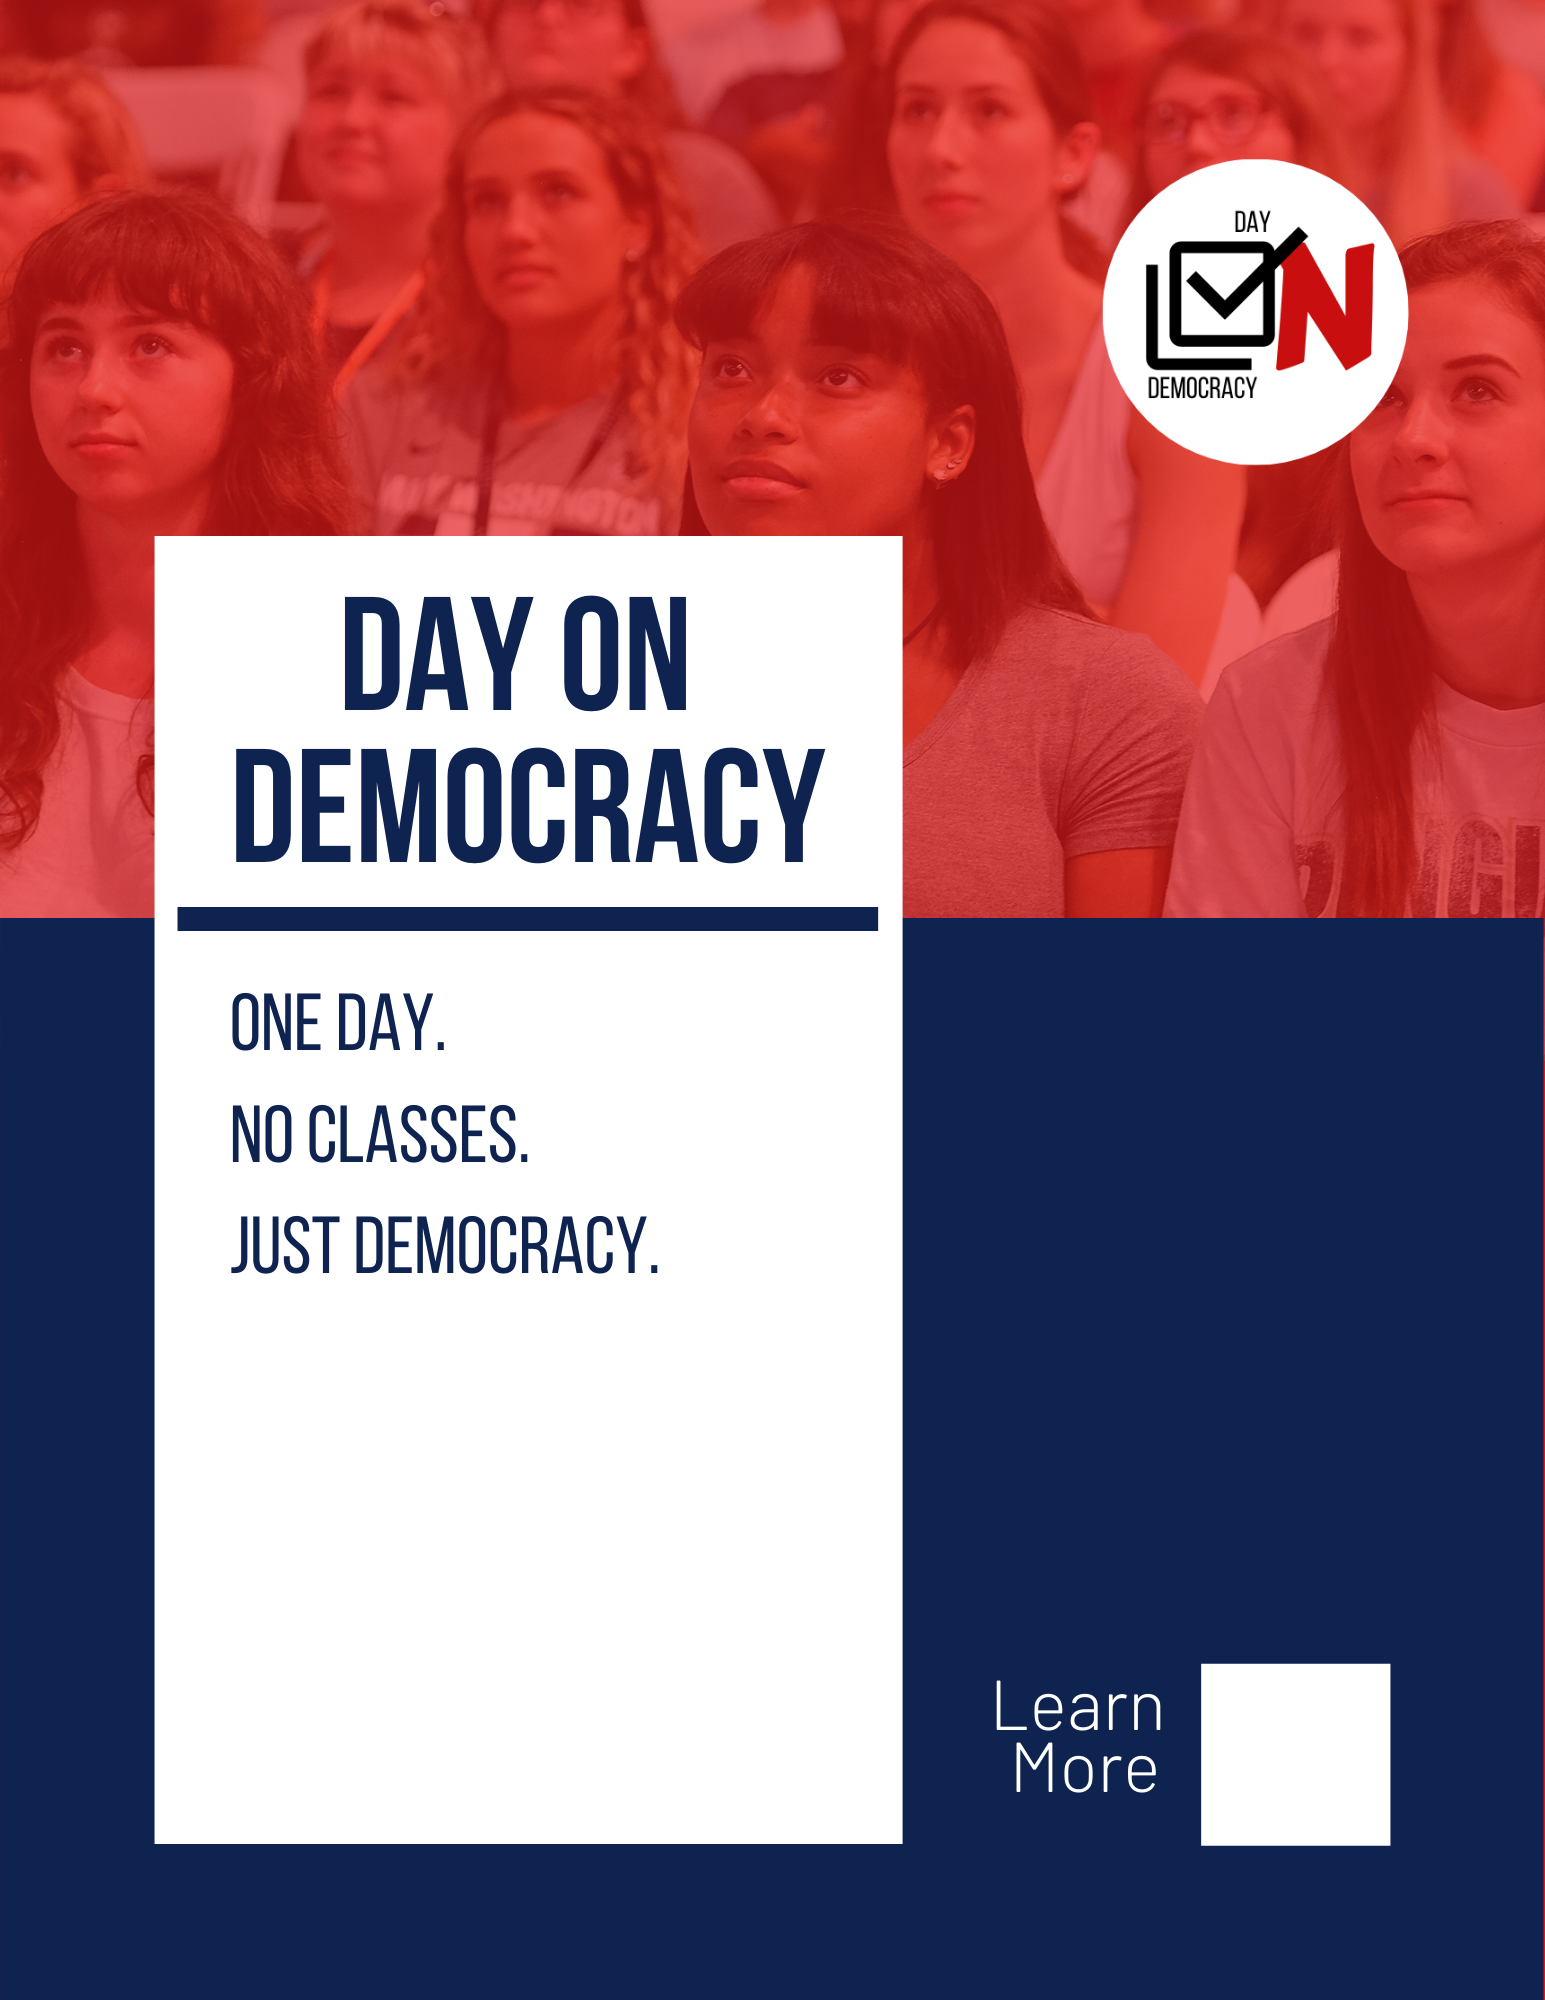 DAY
N
DEMOCRACY
DAY ON
DEMOCRACY
ONE DAY.
NO CLASSES.
JUST DEMOCRACY.
Learn
More